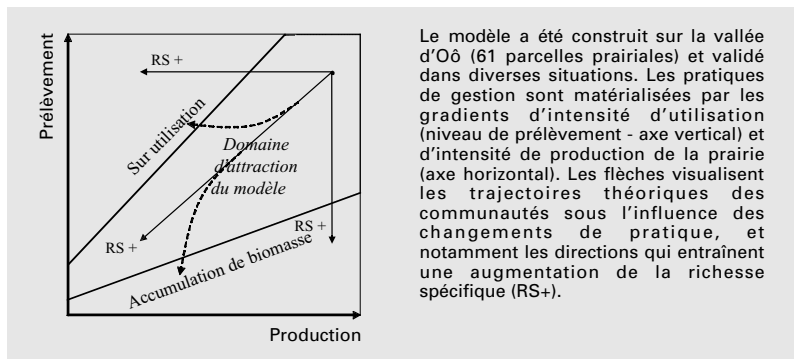 Prélèvement
RS +
Sur utilisation
Domaine
d'attraction
du modèle
RS +
RS +
Accumulation de biomasse
Production
Le modèle a été construit sur la vallée
d'Oô (61 parcelles prairiales) et validé
dans diverses situations. Les pratiques
de gestion sont matérialisées par les
gradients d'intensité d'utilisation
(niveau de prélèvement - axe vertical) et
d'intensité de production de la prairie
(axe horizontal). Les flèches visualisent
les trajectoires théoriques des
communautés sous l'influence des
changements de pratique, et
notamment les directions qui entraînent
une augmentation de la richesse
spécifique (RS+).